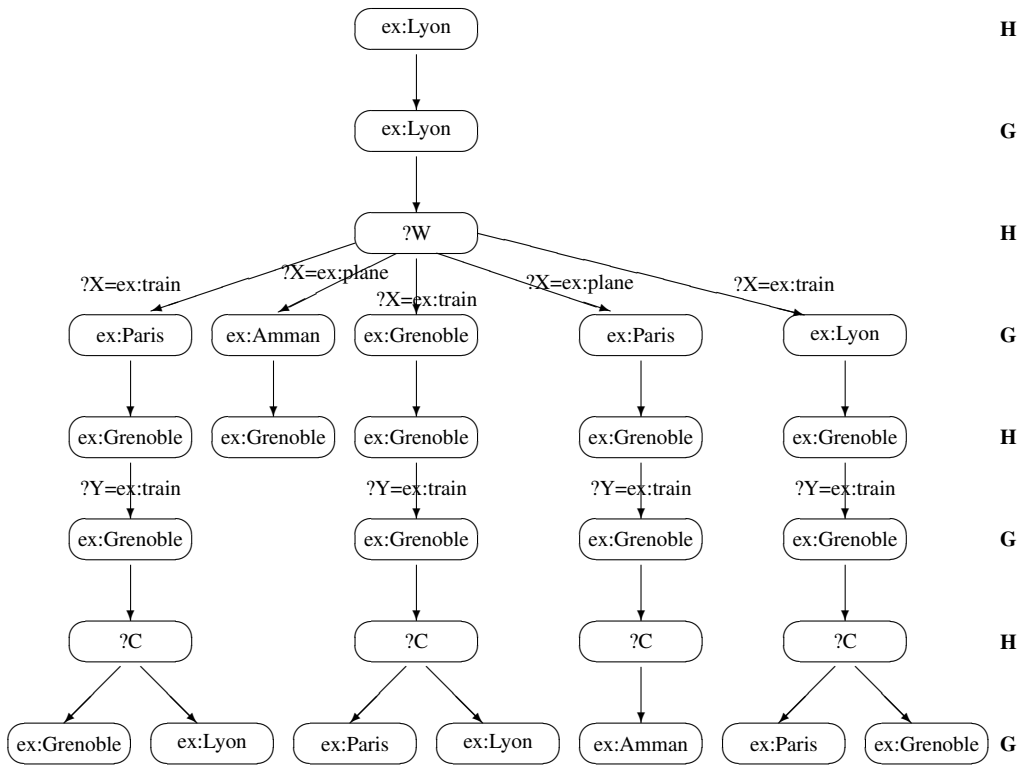 ex:Lyon H
ex:Lyon G
?W H
?X=ex:train ?X=ex:plane ?X=ex:train ?X=ex:plane ?X=ex:train
ex:Paris ex:Amman ex:Grenoble ex:Paris ex:Lyon G
ex:Grenoble ex:Grenoble ex:Grenoble ex:Grenoble ex:Grenoble H
?Y=ex:train ?Y=ex:train ?Y=ex:train ?Y=ex:train
ex:Grenoble ex:Grenoble ex:Grenoble ex:Grenoble G
?C ?C ?C ?C H
ex:Grenoble ex:Lyon ex:Paris ex:Lyon ex:Amman ex:Paris ex:Grenoble G